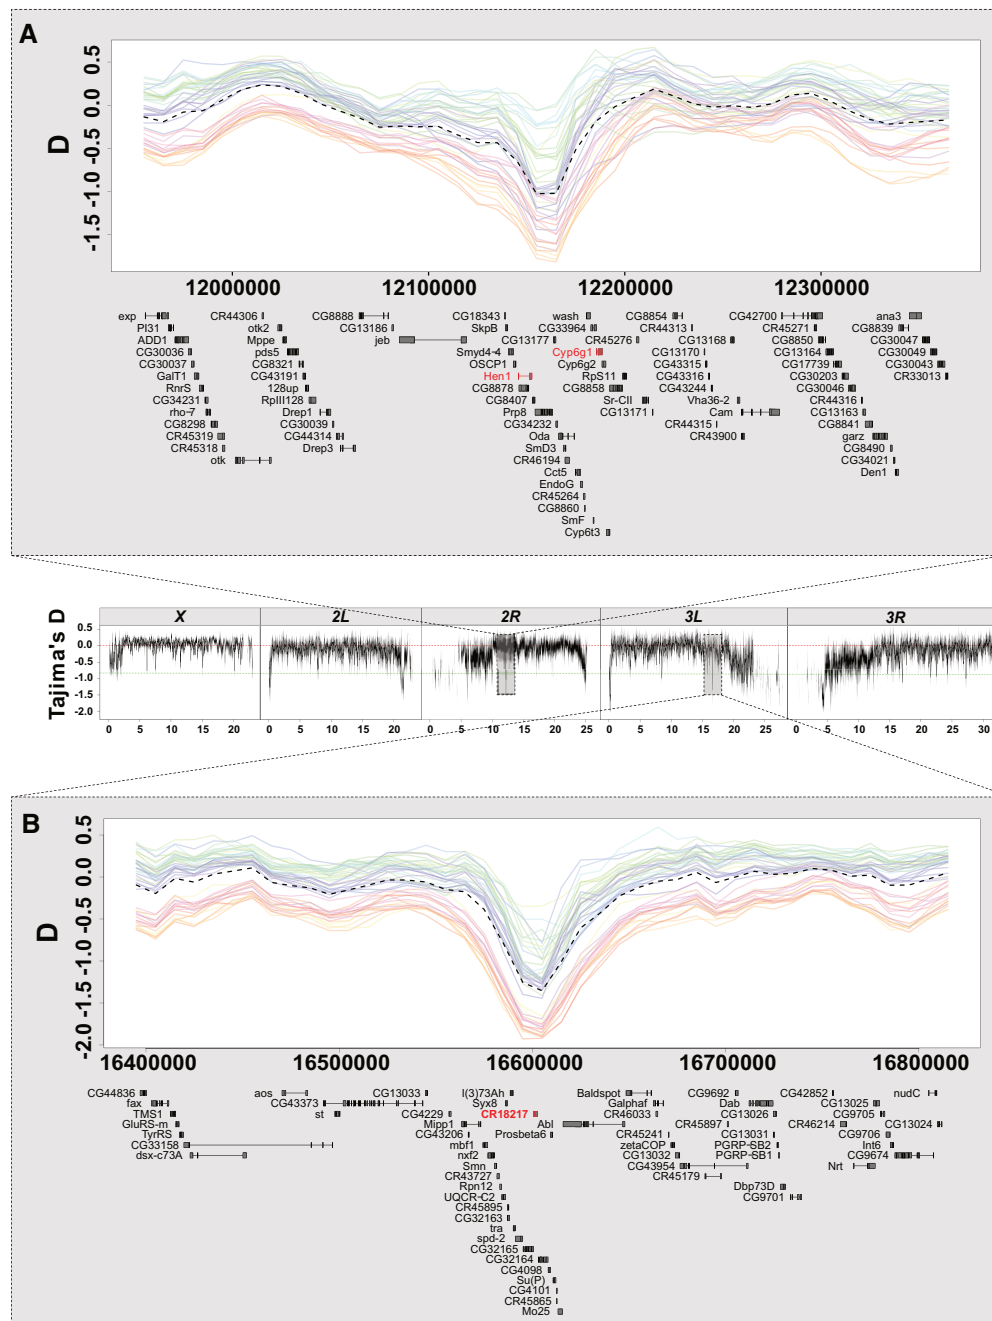 A
D
0.5
0.0
-0.5
-1.0
-1.5
12000000 12100000 12200000 12300000
exp CR44306 CG8888 CG18343 wash CG8854 CG42700 ana3
PI31 otk2 CG13186 SkpB CG33964 CR44313 CR45271 CG8839
ADD1 Mppe jeb CG13177 CR45276 CG13168 CG8850 CG30047
CG30036 pds5 Smyd4-4 Cyp6g1 CG13170 CG13164 CG30049
CG30037 CG8321 OSCP1 Cyp6g2 CG43315 CG17739 CG30043
GalT1 CG43191 Hen1 RpS11 CG43316 CG30203 CR33013
RnrS 128up CG8878 CG8858 CG43244 CG30046
CG34231 RpIII128 CG8407 Sr-CII Vha36-2 CR44316
rho-7 Drep1 Prp8 CG13171 Cam CG13163
CG8298 CG30039 CG34232 CR44315 CG8841
CR45319 CG44314 Oda CR43900 garz
CR45318 Drep3 SmD3 CG8490
otk CR46194 CG34021
Cct5 Den1
EndoG
CR45264
CG8860
SmF
Cyp6t3
X 2L 2R 3L 3R
Tajima's D
0.5
0.0
-0.5
-1.0
-1.5
-2.0
0 5 10 15 20 0 5 10 15 20 0 5 10 15 20 25 0 5 10 15 20 25 0 5 10 15 20 25 30
B
D
0.5
0.0
-0.5
-1.0
-1.5
-2.0
16400000 16500000 16600000 16700000 16800000
CG44836 aos CG13033 l(3)73Ah Baldspot CG9692 CG42852 nudC
fax CG43373 Syx8 Galphaf Dab CG13025
TMS1 st CG4229 CR18217 CR46033 CG13026 CG9705
GluRS-m Mipp1 Abl CR45897 CR46214 CG13024
TyrRS CG43206 Prosbeta6 CR45241 CG13031 CG9706
CG33158 mbf1 zetaCOP PGRP-SB2 Int6
dsx-c73A nxf2 CG13032 PGRP-SB1 CG9674
Smn CG43954 Nrt
CR43727 CR45179
Rpn12 Dbp73D
UQCR-C2 CG9701
CR45895
CG32163
tra
spd-2
CG32165
CG32164
CG4098
Su(P)
CG4101
CR45865
Mo25